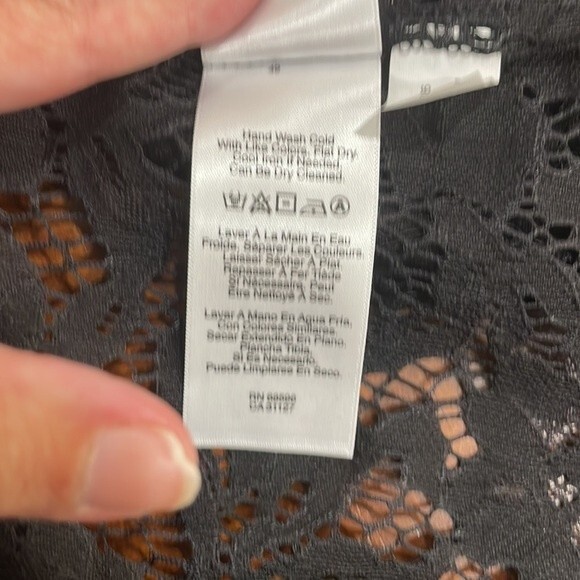 Hand Wash Cold
With Like Colors, Flat Dry.
Cool Iron If Needed.
Can Be Dry Cleaned.
Laver À La Main En Eau
Froide, Séparer Les Couleurs.
Laisser Sécher À Plat
Repasser À Fer Tiède
Si Nécessaire, Peut
Être Nettoyé À Sec.
Lavar A Mano En Agua Fría,
Con Colores Similares.
Secar Extendido En Plano.
Plancha Tibia
Si Es Necesario.
Puede Limpiarse En Seco.
CA 31127